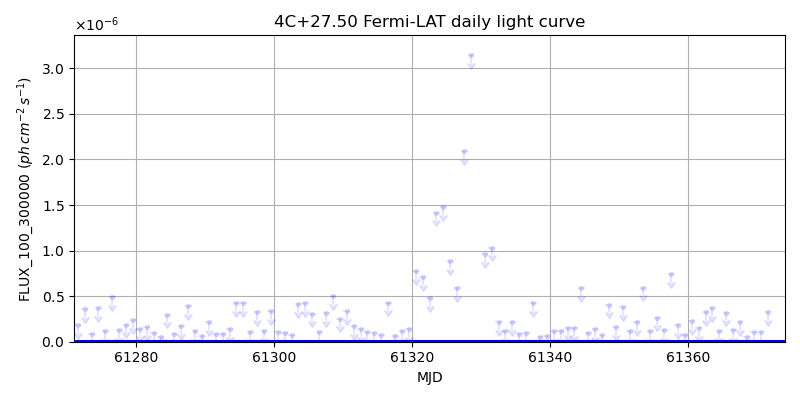 4C+27.50 Fermi-LAT daily light curve
×10⁻⁶
FLUX_100_300000 (ph cm⁻² s⁻¹)
3.0
2.5
2.0
1.5
1.0
0.5
0.0
61280 61300 61320 61340 61360
MJD